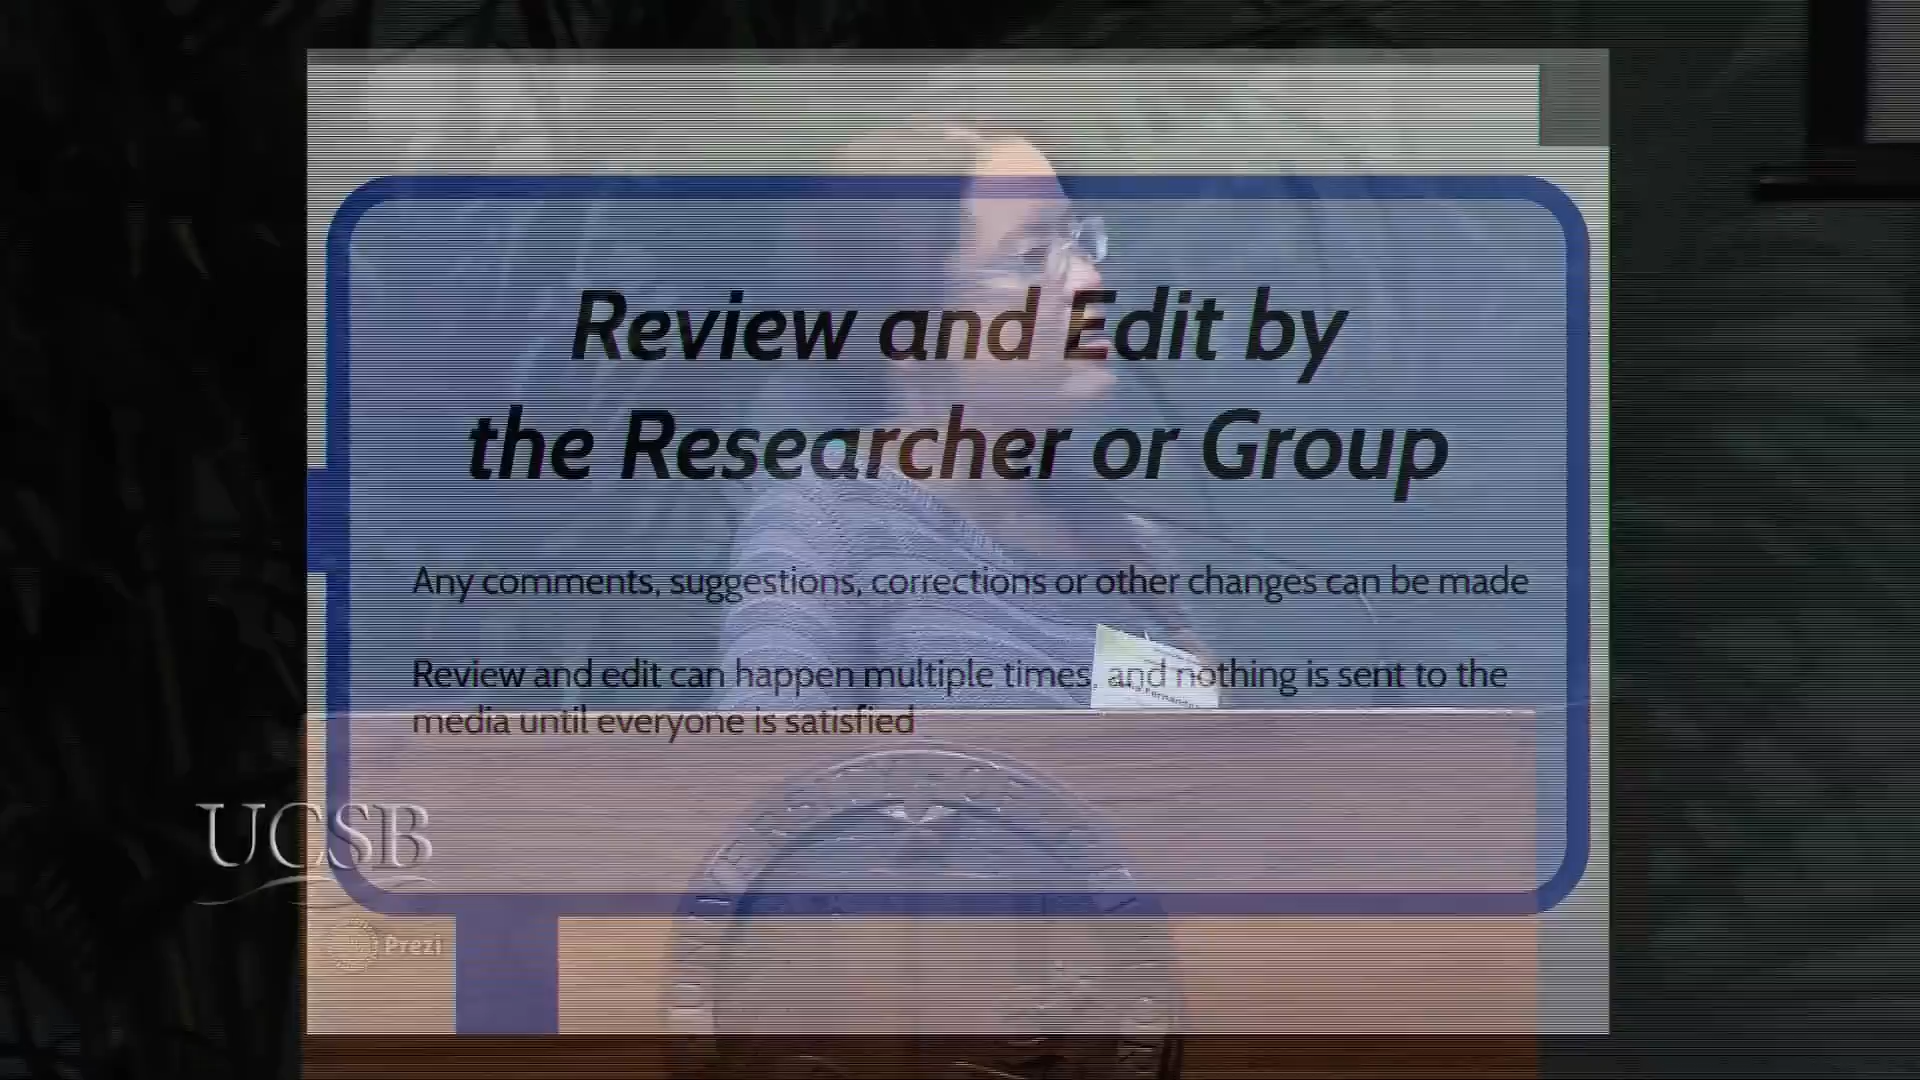 Review and Edit by
the Researcher or Group
Any comments, suggestions, corrections or other changes can be made
Review and edit can happen multiple times, and nothing is sent to the
media until everyone is satisfied
UCSB
Prezi